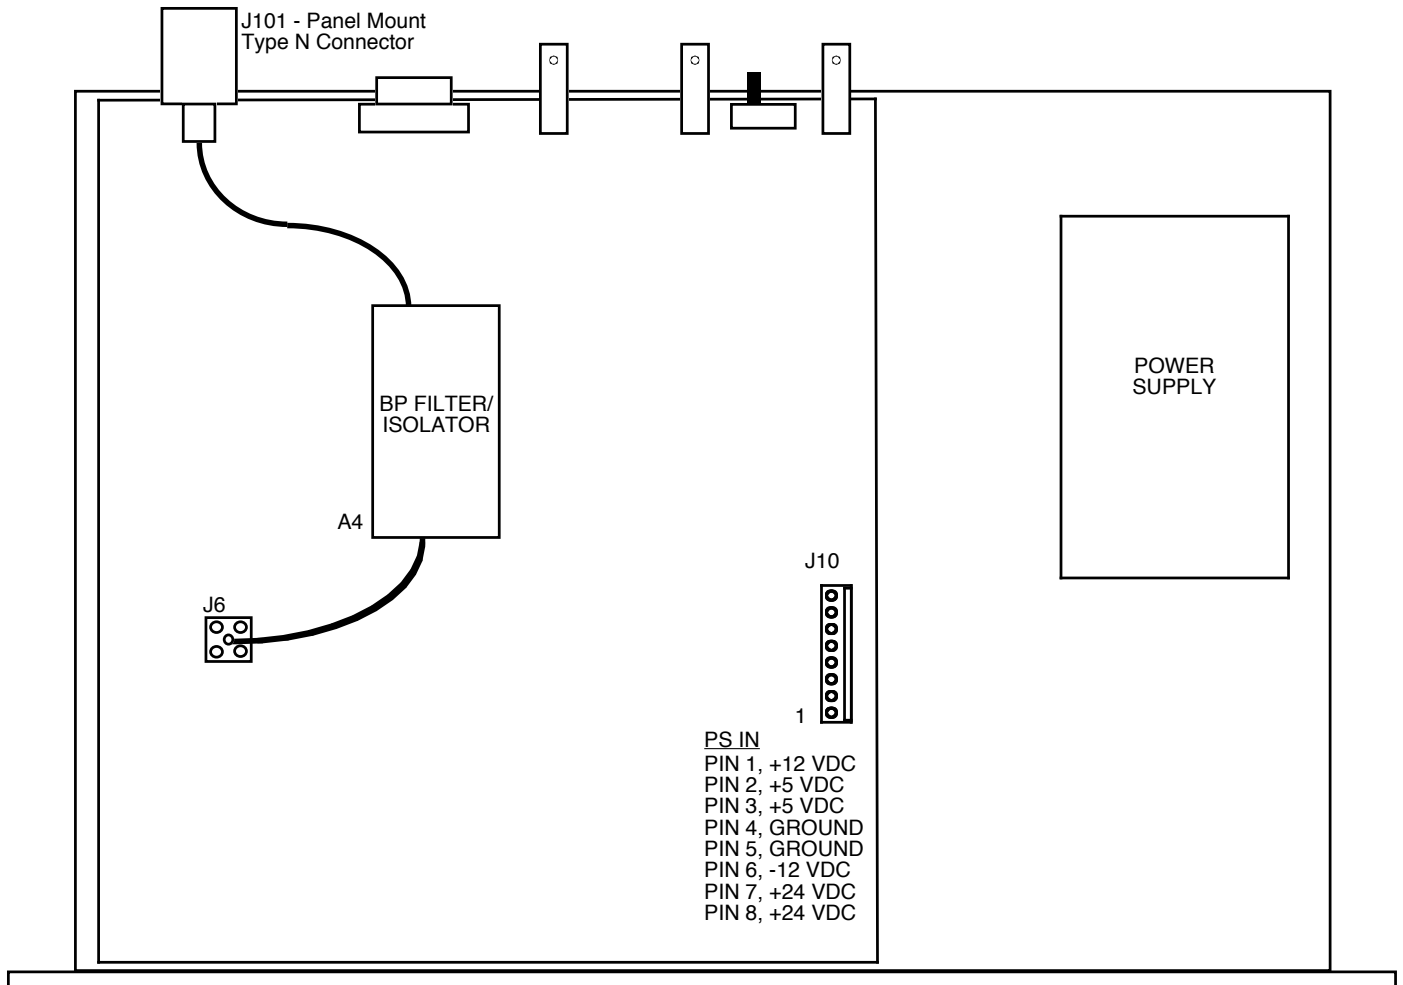 J101 - Panel Mount
Type N Connector
POWER
SUPPLY
BP FILTER/
ISOLATOR
A4
J10
J6
1
PS IN
PIN 1, +12 VDC
PIN 2, +5 VDC
PIN 3, +5 VDC
PIN 4, GROUND
PIN 5, GROUND
PIN 6, -12 VDC
PIN 7, +24 VDC
PIN 8, +24 VDC